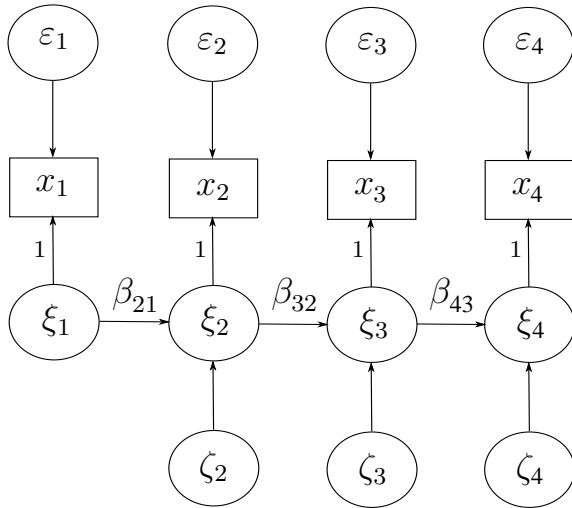 ε₁ ε₂ ε₃ ε₄
x₁ x₂ x₃ x₄
1 1 1 1
β₂₁ β₃₂ β₄₃
ξ₁ ξ₂ ξ₃ ξ₄
ζ₂ ζ₃ ζ₄